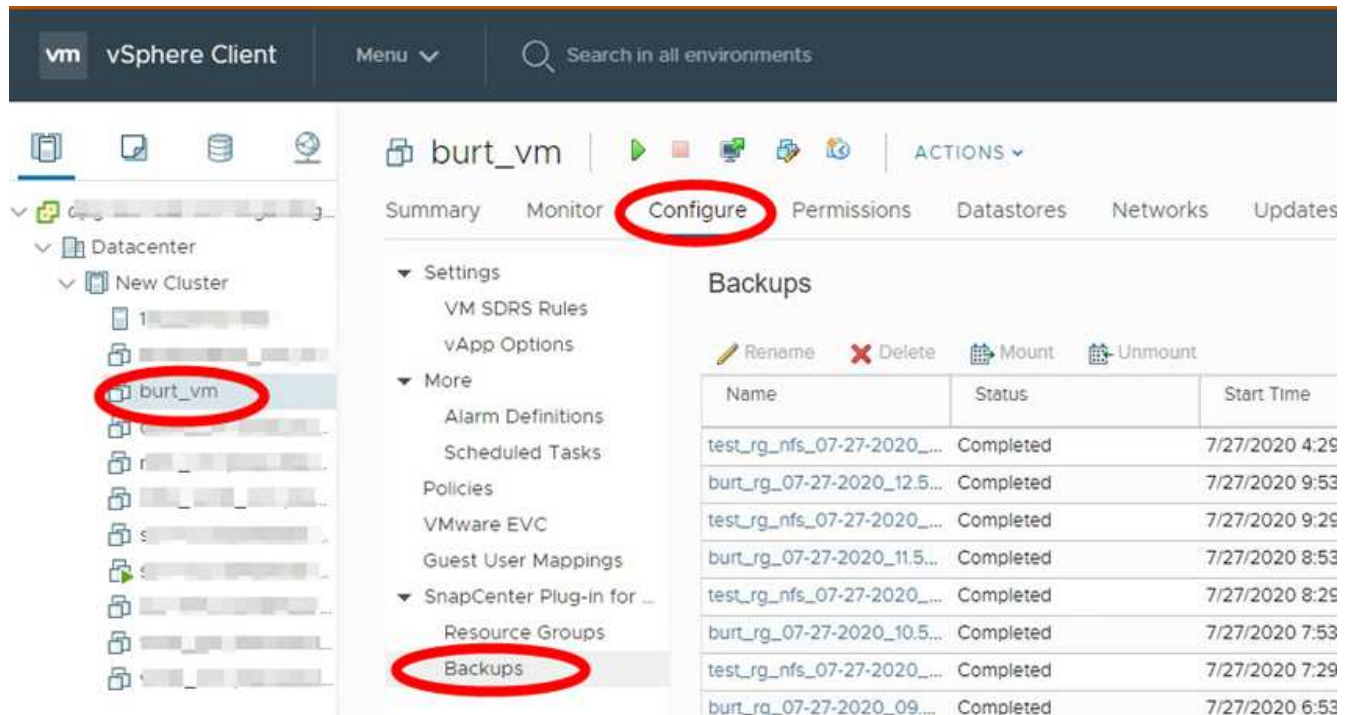 vm vSphere Client Menu Search in all environments
burt_vm ACTIONS
Summary Monitor Configure Permissions Datastores Networks Updates
Datacenter
New Cluster
burt_vm
Settings
VM SDRS Rules
vApp Options
More
Alarm Definitions
Scheduled Tasks
Policies
VMware EVC
Guest User Mappings
SnapCenter Plug-in for ...
Resource Groups
Backups
Backups
Rename Delete Mount Unmount
Name Status Start Time
test_rg_nfs_07-27-2020_... Completed 7/27/2020 4:29
burt_rg_07-27-2020_12.5... Completed 7/27/2020 9:53
test_rg_nfs_07-27-2020_... Completed 7/27/2020 9:29
burt_rg_07-27-2020_11.5... Completed 7/27/2020 8:53
test_rg_nfs_07-27-2020_... Completed 7/27/2020 8:29
burt_rg_07-27-2020_10.5... Completed 7/27/2020 7:53
test_rg_nfs_07-27-2020_... Completed 7/27/2020 7:29
burt_rg_07-27-2020_09.... Completed 7/27/2020 6:53